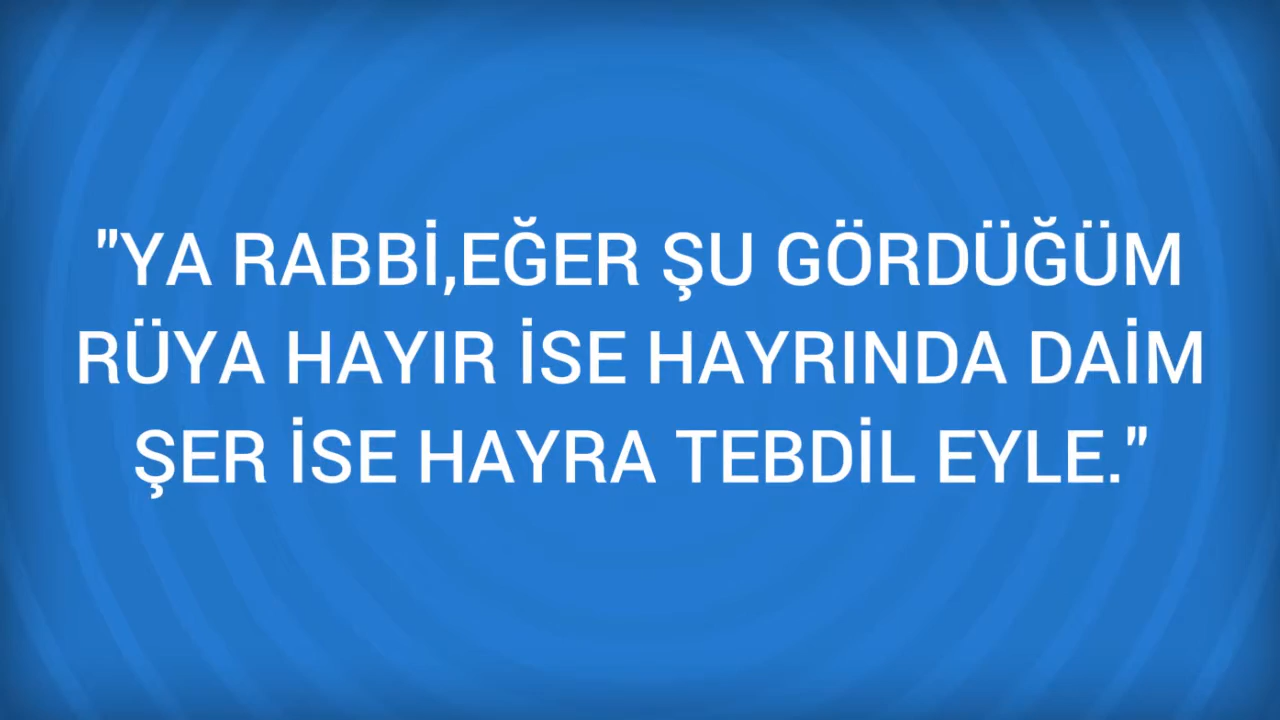 "YA RABBİ,EĞER ŞU GÖRDÜĞÜM
RÜYA HAYIR İSE HAYRINDA DAİM
ŞER İSE HAYRA TEBDİL EYLE."